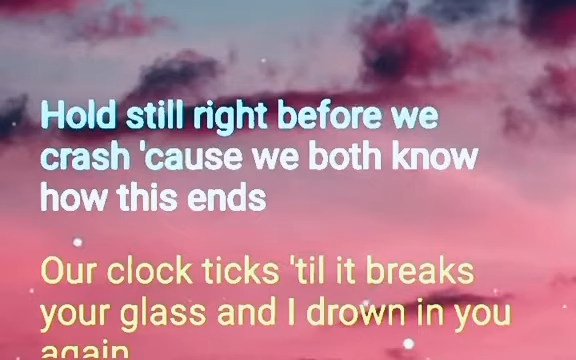 Hold still right before we
crash 'cause we both know
how this ends
Our clock ticks 'til it breaks
your glass and I drown in you
again